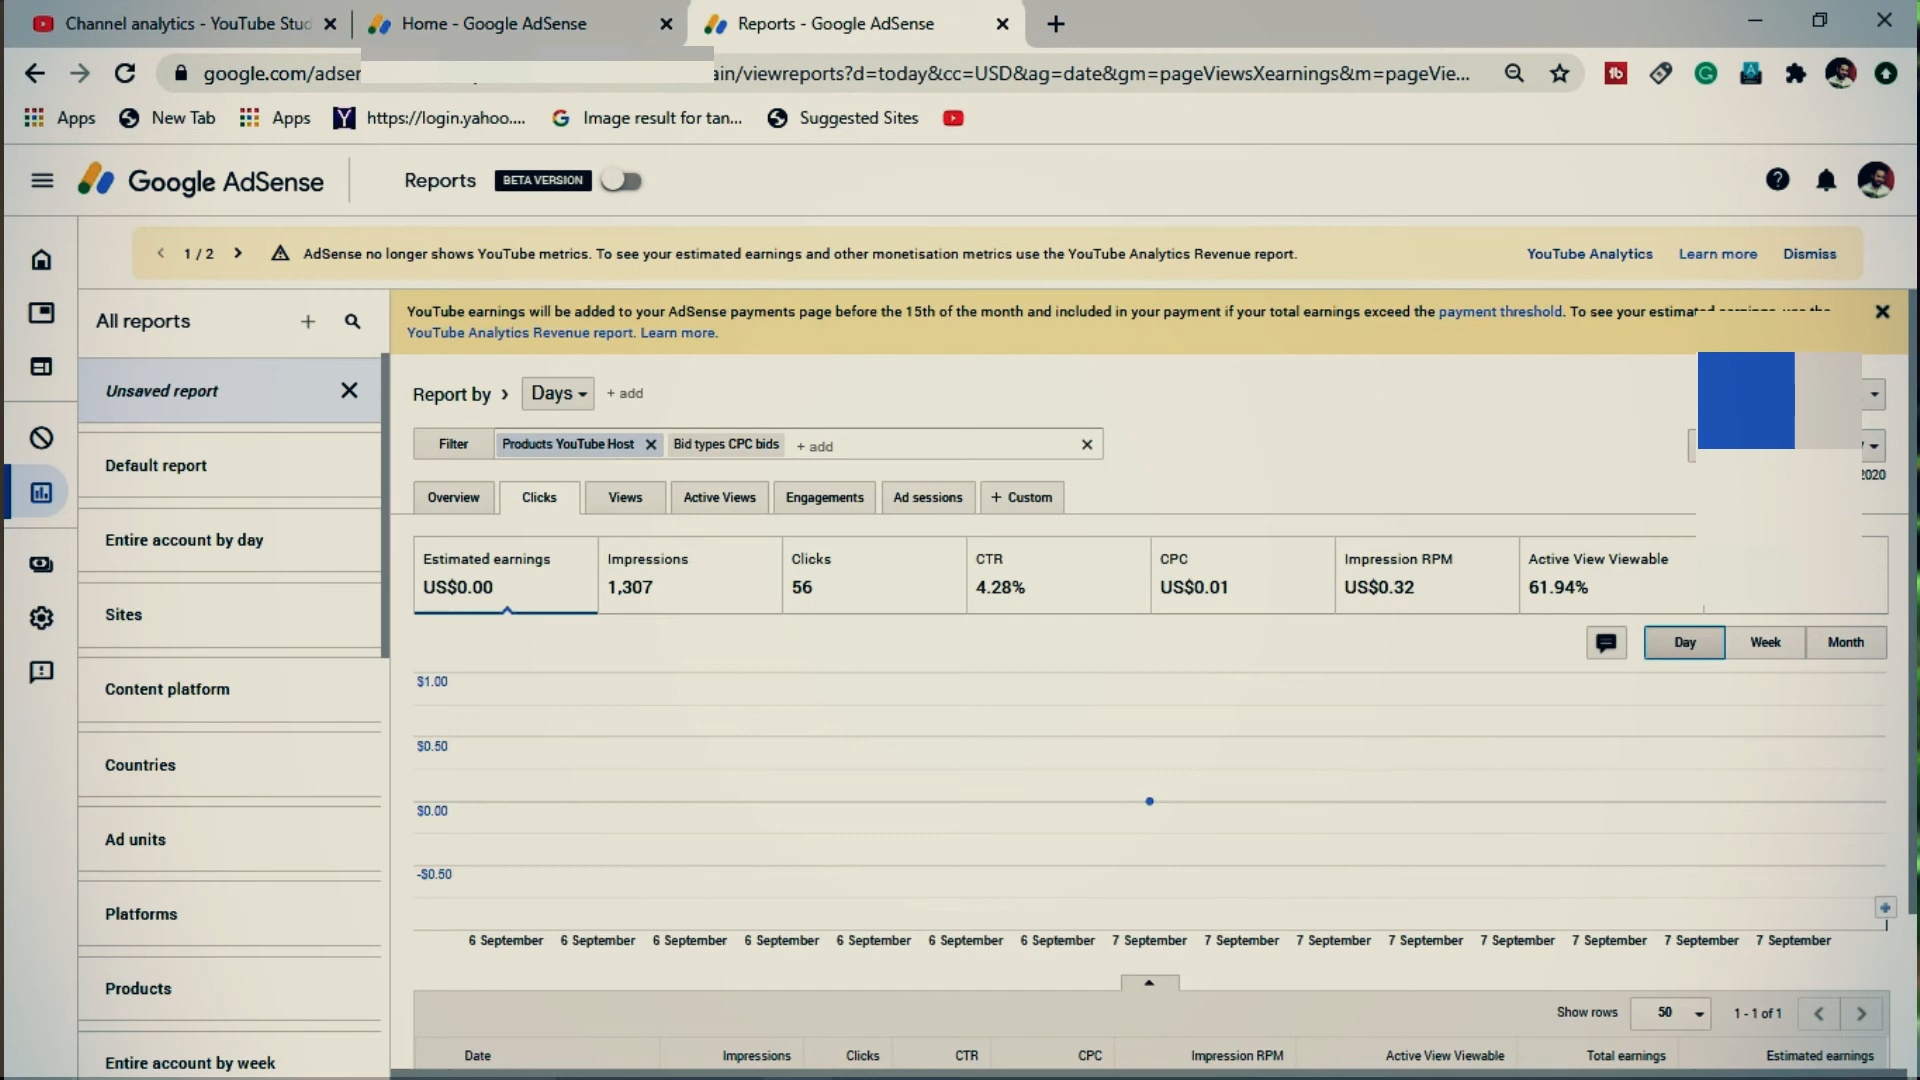 Channel analytics - YouTube Stuc
Home - Google AdSense
Reports - Google AdSense
google.com/adser
ain/viewreports?d=today&cc=USD&ag=date&gm=pageViewsXearnings&m=pageVie...
Apps
New Tab
Apps
https://login.yahoo....
Image result for tan...
Suggested Sites
Google AdSense
Reports
BETA VERSION
1 / 2
AdSense no longer shows YouTube metrics. To see your estimated earnings and other monetisation metrics use the YouTube Analytics Revenue report.
YouTube Analytics
Learn more
Dismiss
All reports
YouTube earnings will be added to your AdSense payments page before the 15th of the month and included in your payment if your total earnings exceed the payment threshold. To see your
YouTube Analytics Revenue report. Learn more.
Unsaved report
Default report
Entire account by day
Sites
Content platform
Countries
Ad units
Platforms
Products
Entire account by week
Report by
Days
+ add
Filter
Products YouTube Host
Bid types CPC bids
+ add
2020
Overview
Clicks
Views
Active Views
Engagements
Ad sessions
+ Custom
Estimated earnings
US$0.00
Impressions
1,307
Clicks
56
CTR
4.28%
CPC
US$0.01
Impression RPM
US$0.32
Active View Viewable
61.94%
Day
Week
Month
$1.00
$0.50
$0.00
-$0.50
6 September 6 September 6 September 6 September 6 September 6 September 6 September 7 September 7 September 7 September 7 September 7 September 7 September 7 September 7 September
Show rows
50
1 - 1 of 1
Date
Impressions
Clicks
CTR
CPC
Impression RPM
Active View Viewable
Total earnings
Estimated earnings